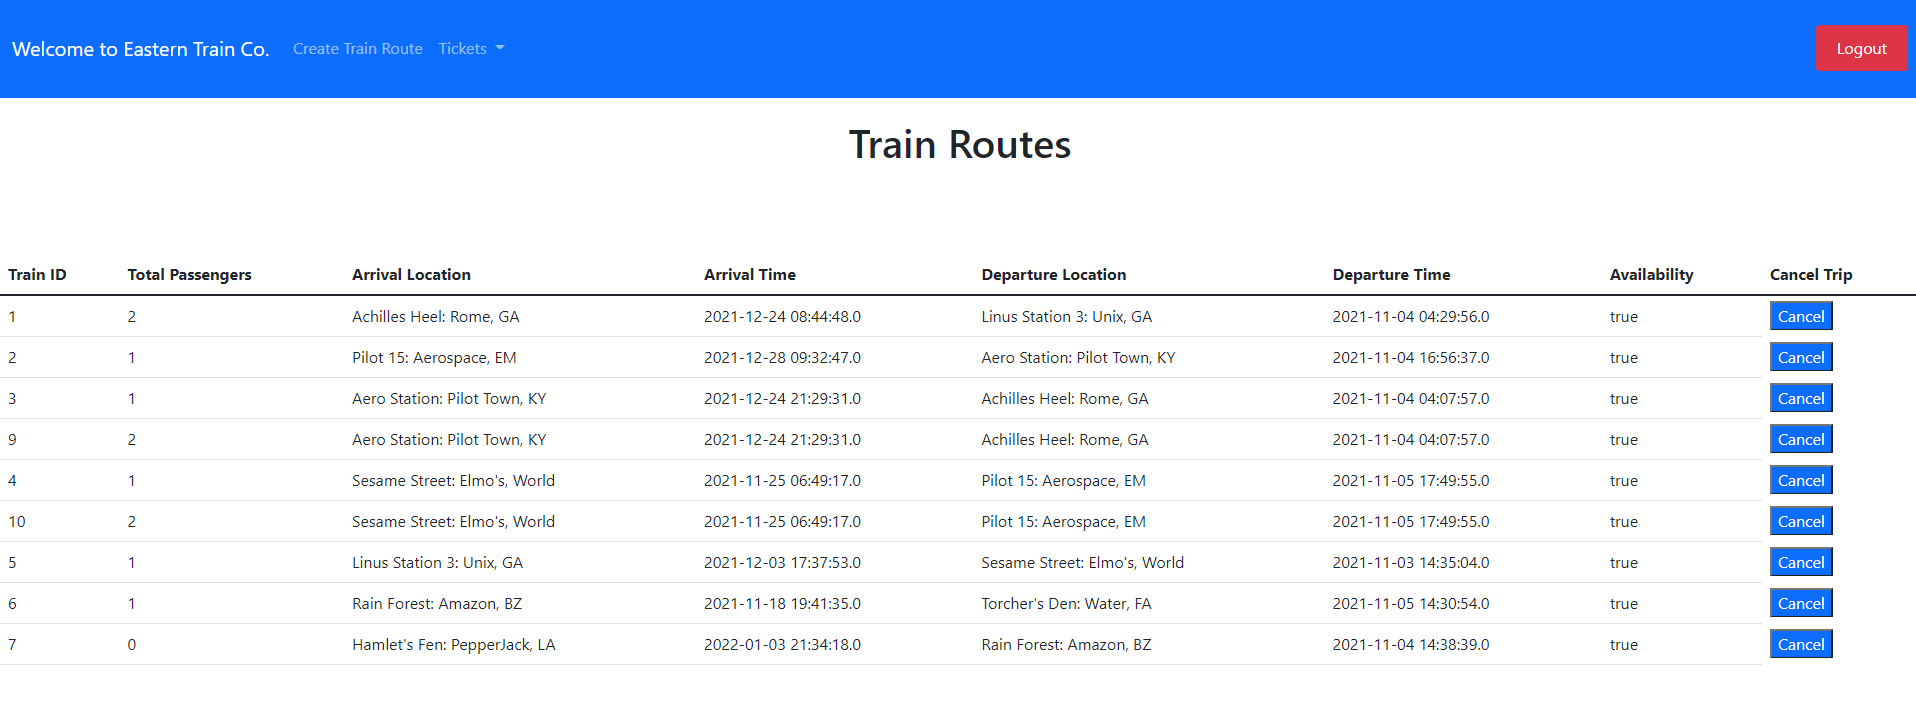 Welcome to Eastern Train Co. Create Train Route Tickets Logout
Train Routes
Train ID Total Passengers Arrival Location Arrival Time Departure Location Departure Time Availability Cancel Trip
1 2 Achilles Heel: Rome, GA 2021-12-24 08:44:48.0 Linus Station 3: Unix, GA 2021-11-04 04:29:56.0 true Cancel
2 1 Pilot 15: Aerospace, EM 2021-12-28 09:32:47.0 Aero Station: Pilot Town, KY 2021-11-04 16:56:37.0 true Cancel
3 1 Aero Station: Pilot Town, KY 2021-12-24 21:29:31.0 Achilles Heel: Rome, GA 2021-11-04 04:07:57.0 true Cancel
9 2 Aero Station: Pilot Town, KY 2021-12-24 21:29:31.0 Achilles Heel: Rome, GA 2021-11-04 04:07:57.0 true Cancel
4 1 Sesame Street: Elmo's, World 2021-11-25 06:49:17.0 Pilot 15: Aerospace, EM 2021-11-05 17:49:55.0 true Cancel
10 2 Sesame Street: Elmo's, World 2021-11-25 06:49:17.0 Pilot 15: Aerospace, EM 2021-11-05 17:49:55.0 true Cancel
5 1 Linus Station 3: Unix, GA 2021-12-03 17:37:53.0 Sesame Street: Elmo's, World 2021-11-03 14:35:04.0 true Cancel
6 1 Rain Forest: Amazon, BZ 2021-11-18 19:41:35.0 Torcher's Den: Water, FA 2021-11-05 14:30:54.0 true Cancel
7 0 Hamlet's Fen: PepperJack, LA 2022-01-03 21:34:18.0 Rain Forest: Amazon, BZ 2021-11-04 14:38:39.0 true Cancel